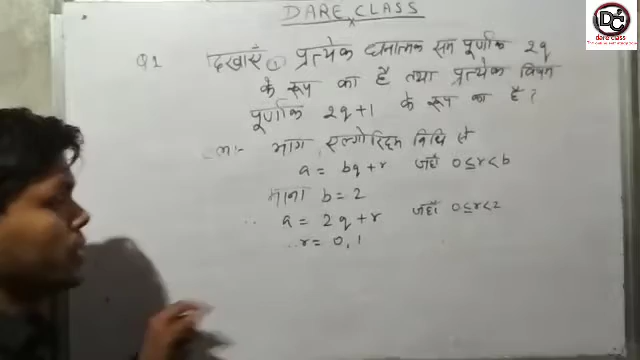 DARE CLASS
DC
dare class
Q1 दिखाएं कि प्रत्येक धनात्मक सम पूर्णांक 2q
के रूप का है तथा प्रत्येक विषम
पूर्णांक 2q+1 के रूप का है?
भाग एल्गोरिदम विधि से
a = bq+r जहाँ 0≤r<b
माना b=2
∴ a = 2q+r जहाँ 0≤r<2
∴ r = 0,1